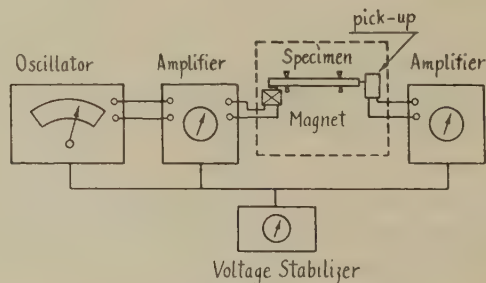 pick-up
Oscillator
Amplifier
Specimen
Amplifier
Magnet
Voltage Stabilizer